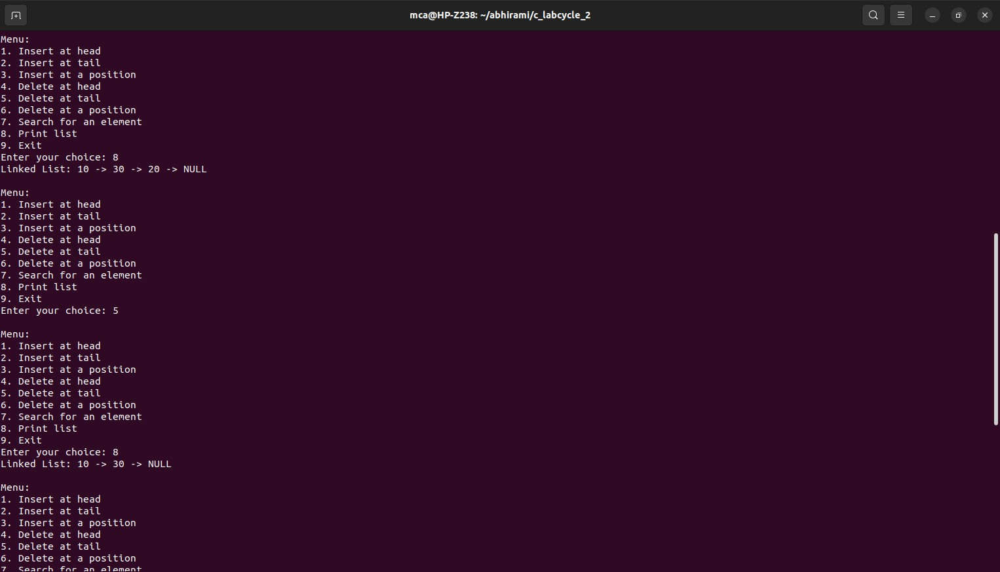 mca@HP-Z238: ~/abhirami/c_labcycle_2
Menu:
1. Insert at head
2. Insert at tail
3. Insert at a position
4. Delete at head
5. Delete at tail
6. Delete at a position
7. Search for an element
8. Print list
9. Exit
Enter your choice: 8
Linked List: 10 -> 30 -> 20 -> NULL
Menu:
1. Insert at head
2. Insert at tail
3. Insert at a position
4. Delete at head
5. Delete at tail
6. Delete at a position
7. Search for an element
8. Print list
9. Exit
Enter your choice: 5
Menu:
1. Insert at head
2. Insert at tail
3. Insert at a position
4. Delete at head
5. Delete at tail
6. Delete at a position
7. Search for an element
8. Print list
9. Exit
Enter your choice: 8
Linked List: 10 -> 30 -> NULL
Menu:
1. Insert at head
2. Insert at tail
3. Insert at a position
4. Delete at head
5. Delete at tail
6. Delete at a position
7. Search for an element